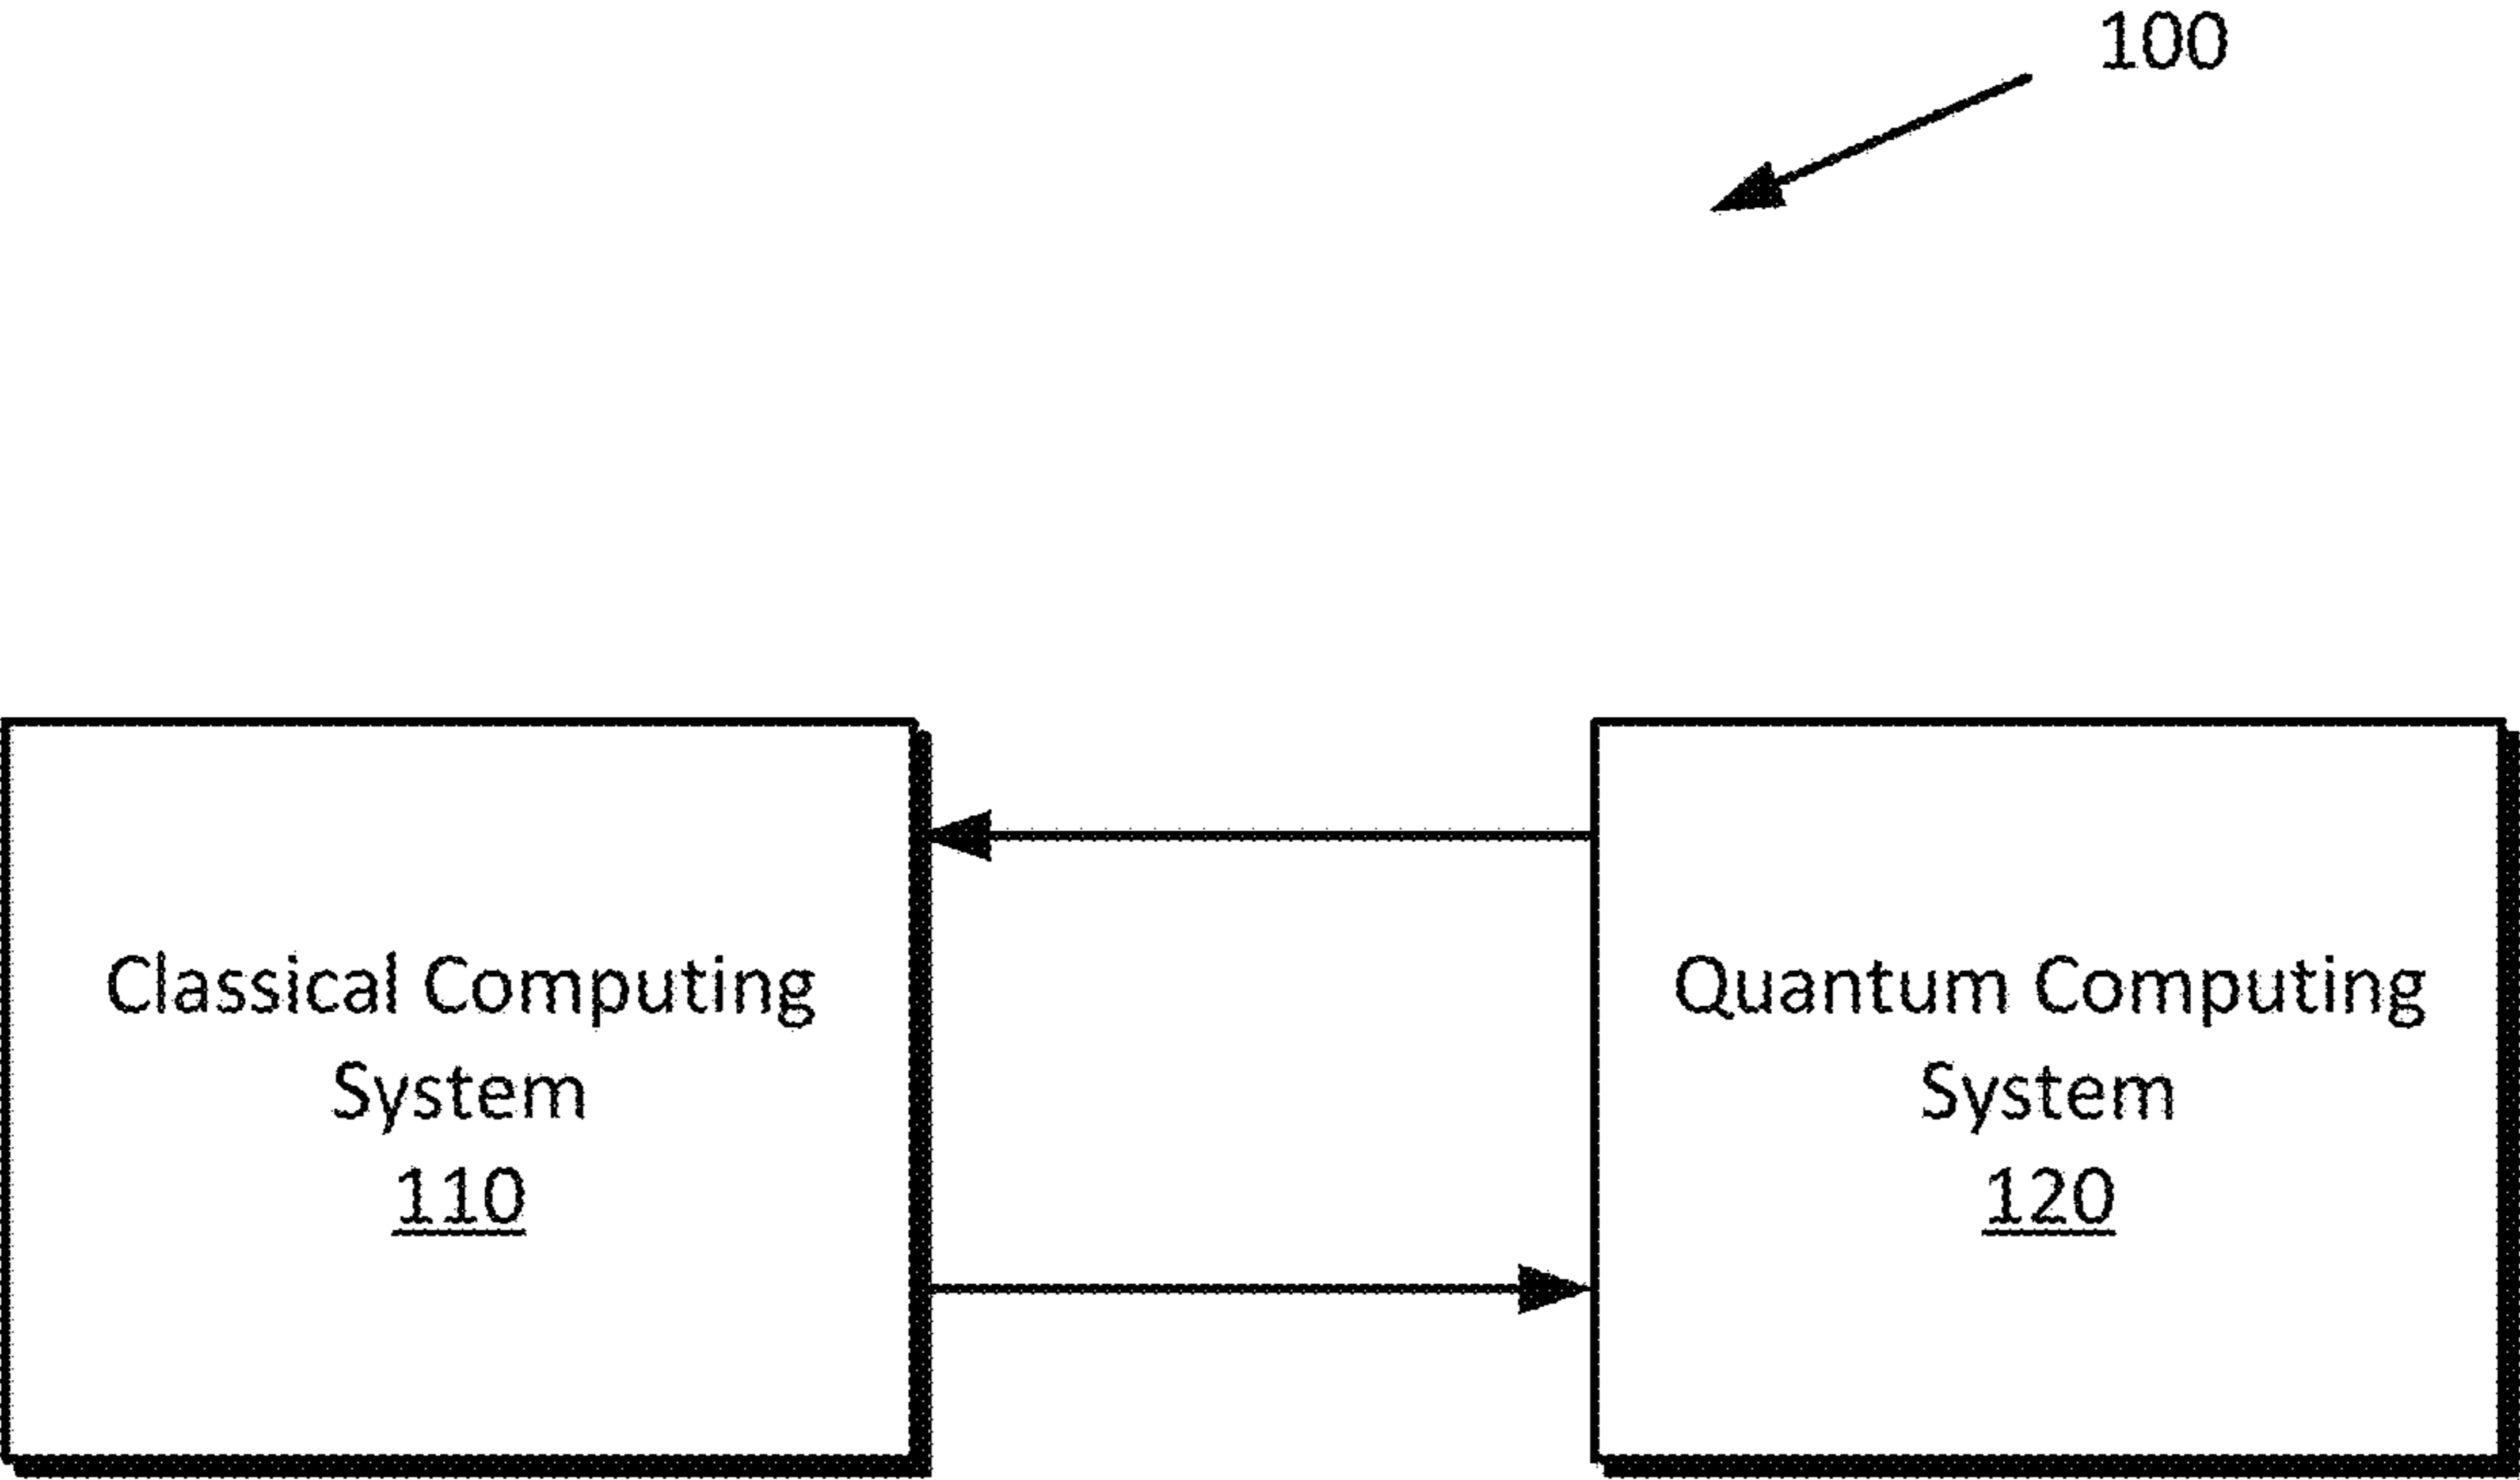 100
Classical Computing
System
110
Quantum Computing
System
120